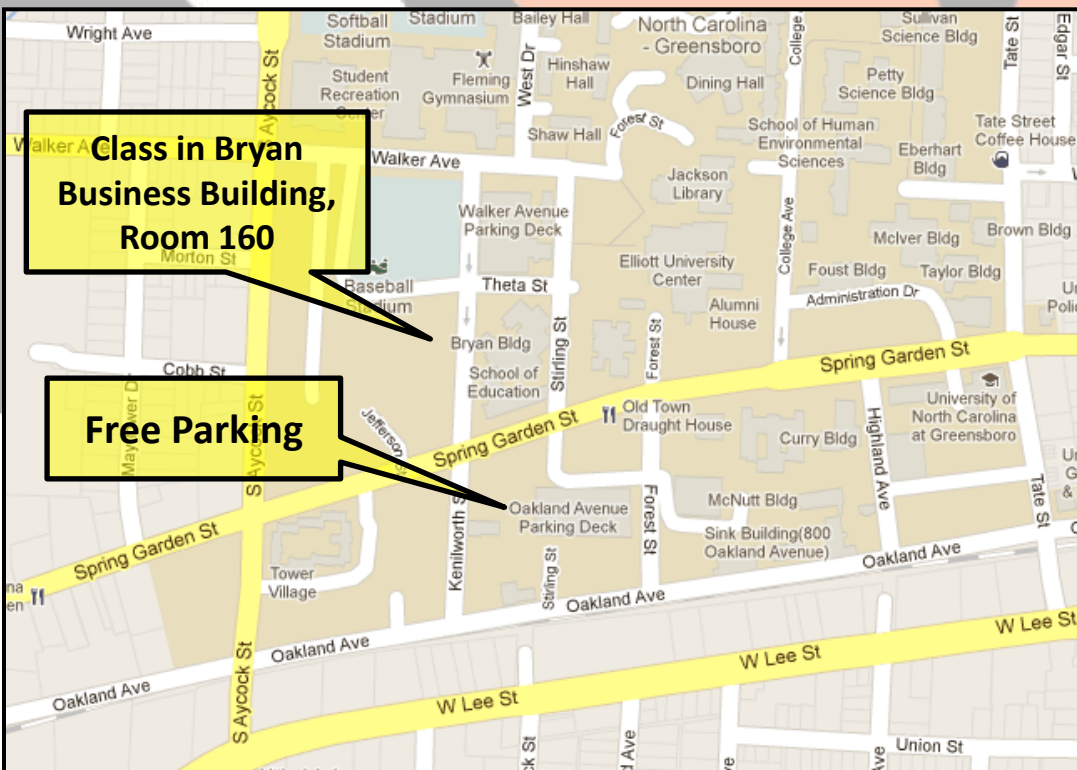 Softball
Stadium
Stadium
Bailey Hall
North Carolina
- Greensboro
College Ave
Sullivan
Science Bldg
Tate St
Edgar St
Wright Ave
S Aycock St
Student
Recreation
Center
Fleming
Gymnasium
West Dr
Hinshaw
Hall
Dining Hall
Petty
Science Bldg
Shaw Hall
Forest St
School of Human
Environmental
Sciences
Eberhart
Bldg
Tate Street
Coffee House
Walker Ave
Walker Ave
Class in Bryan
Business Building,
Room 160
Morton St
Jackson
Library
Walker Avenue
Parking Deck
College Ave
McIver Bldg
Brown Bldg
Elliott University
Center
Foust Bldg
Taylor Bldg
Baseball
Stadium
Theta St
Alumni
House
Administration Dr
Bryan Bldg
Stirling St
Forest St
School of
Education
Spring Garden St
Cobb St
Mayflower Dr
Free Parking
S Aycock St
Jefferson
Spring Garden St
Old Town
Draught House
Curry Bldg
Highland Ave
University of
North Carolina
at Greensboro
Kenilworth S
Oakland Avenue
Parking Deck
Forest St
McNutt Bldg
Sink Building(800
Oakland Avenue)
Tate St
Spring Garden St
Tower
Village
Stirling St
Oakland Ave
Oakland Ave
Oakland Ave
Oakland Ave
S Aycock St
W Lee St
W Lee St
W Lee St
Union St